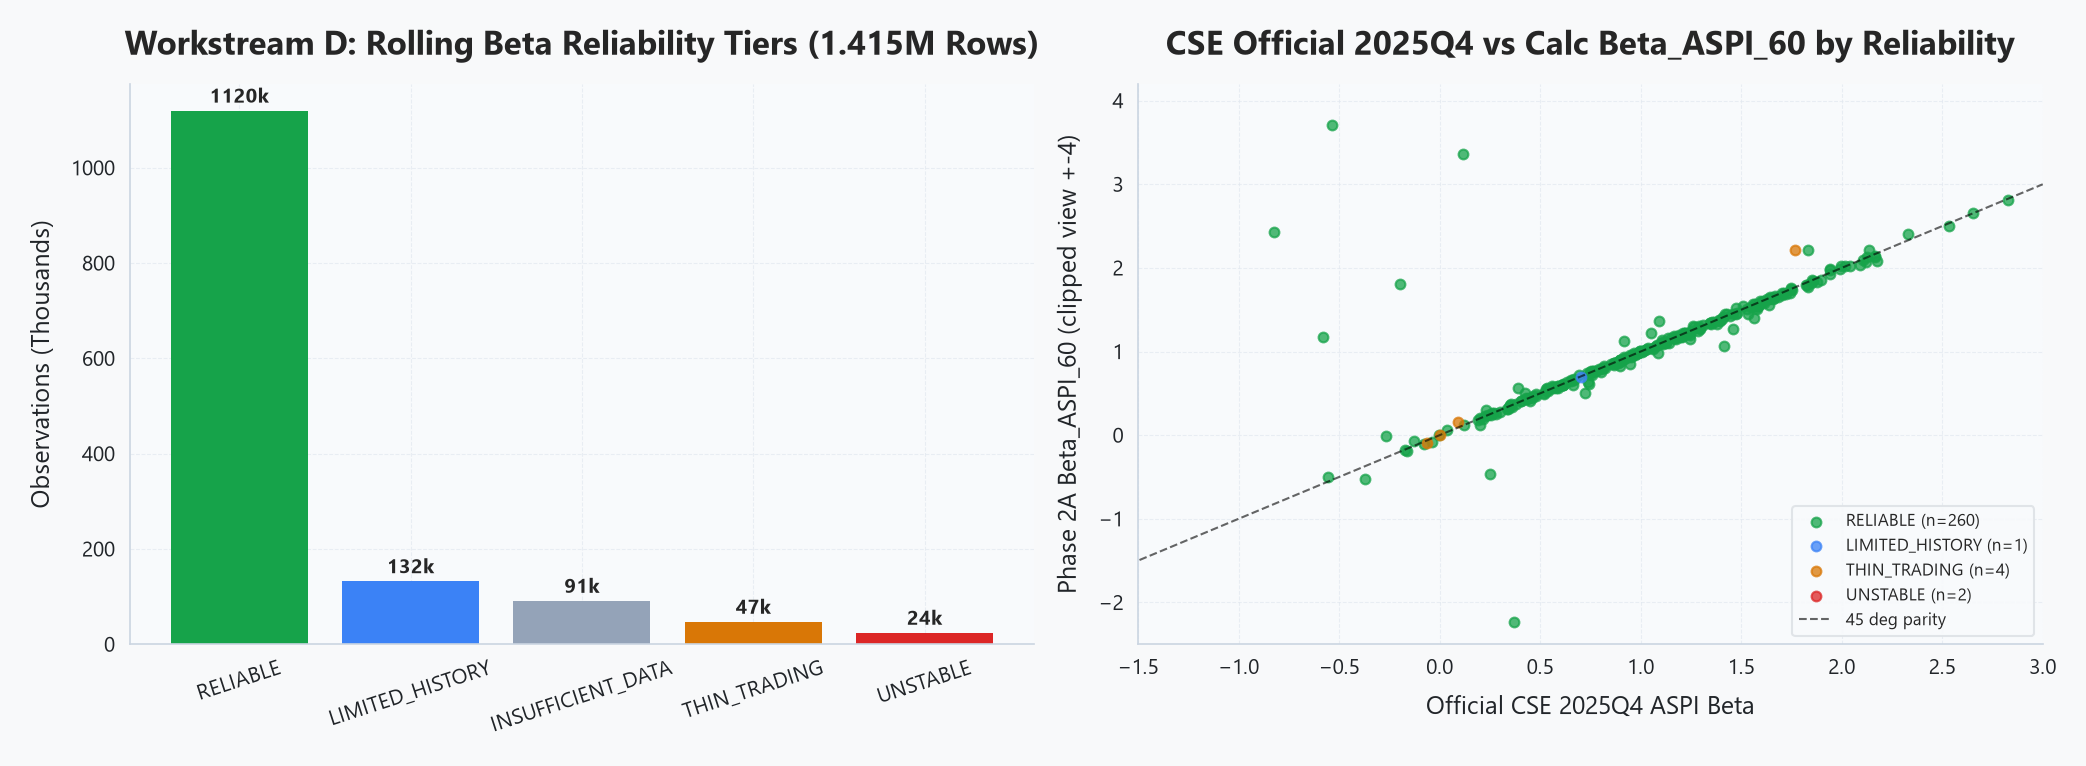 Workstream D: Rolling Beta Reliability Tiers (1.415M Rows)
Observations (Thousands)
1000
800
600
400
200
0
1120k
132k
91k
47k
24k
RELIABLE
LIMITED_HISTORY
INSUFFICIENT_DATA
THIN_TRADING
UNSTABLE
CSE Official 2025Q4 vs Calc Beta_ASPI_60 by Reliability
Phase 2A Beta_ASPI_60 (clipped view +-4)
4
3
2
1
0
−1
−2
RELIABLE (n=260)
LIMITED_HISTORY (n=1)
THIN_TRADING (n=4)
UNSTABLE (n=2)
45 deg parity
−1.5
−1.0
−0.5
0.0
0.5
1.0
1.5
2.0
2.5
3.0
Official CSE 2025Q4 ASPI Beta